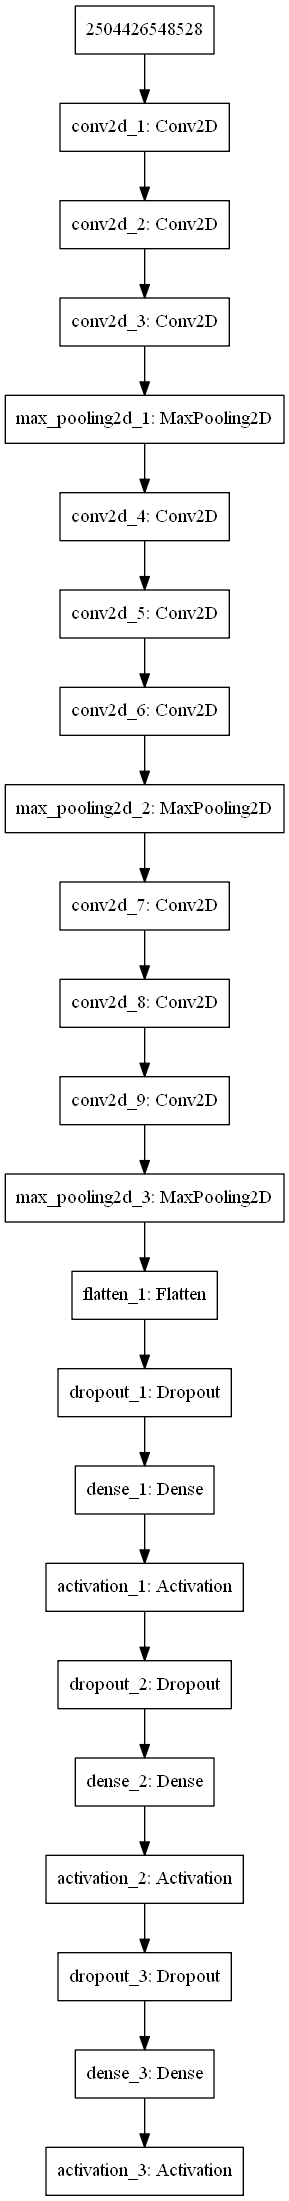 2504426548528
conv2d_1: Conv2D
conv2d_2: Conv2D
conv2d_3: Conv2D
max_pooling2d_1: MaxPooling2D
conv2d_4: Conv2D
conv2d_5: Conv2D
conv2d_6: Conv2D
max_pooling2d_2: MaxPooling2D
conv2d_7: Conv2D
conv2d_8: Conv2D
conv2d_9: Conv2D
max_pooling2d_3: MaxPooling2D
flatten_1: Flatten
dropout_1: Dropout
dense_1: Dense
activation_1: Activation
dropout_2: Dropout
dense_2: Dense
activation_2: Activation
dropout_3: Dropout
dense_3: Dense
activation_3: Activation